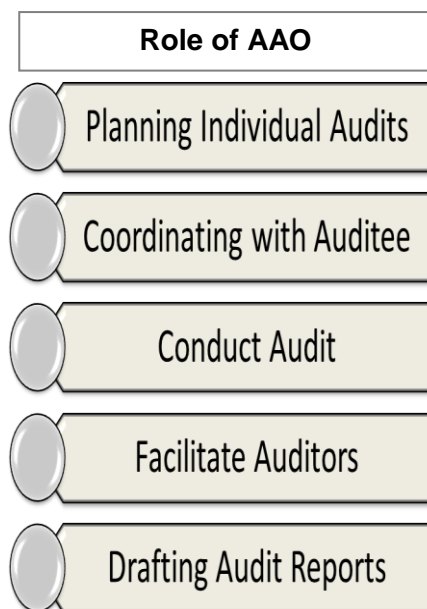 Role of AAO
Planning Individual Audits
Coordinating with Auditee
Conduct Audit
Facilitate Auditors
Drafting Audit Reports